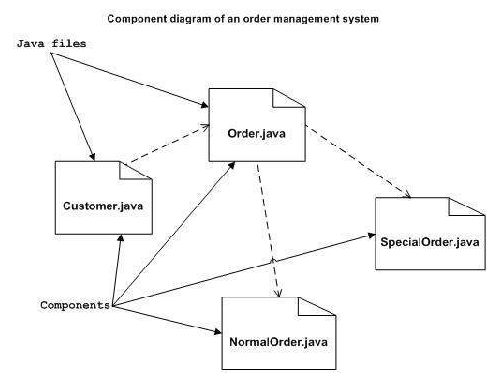 Component diagram of an order management system
Java files
Order.java
Customer.java
SpecialOrder.java
Components
NormalOrder.java